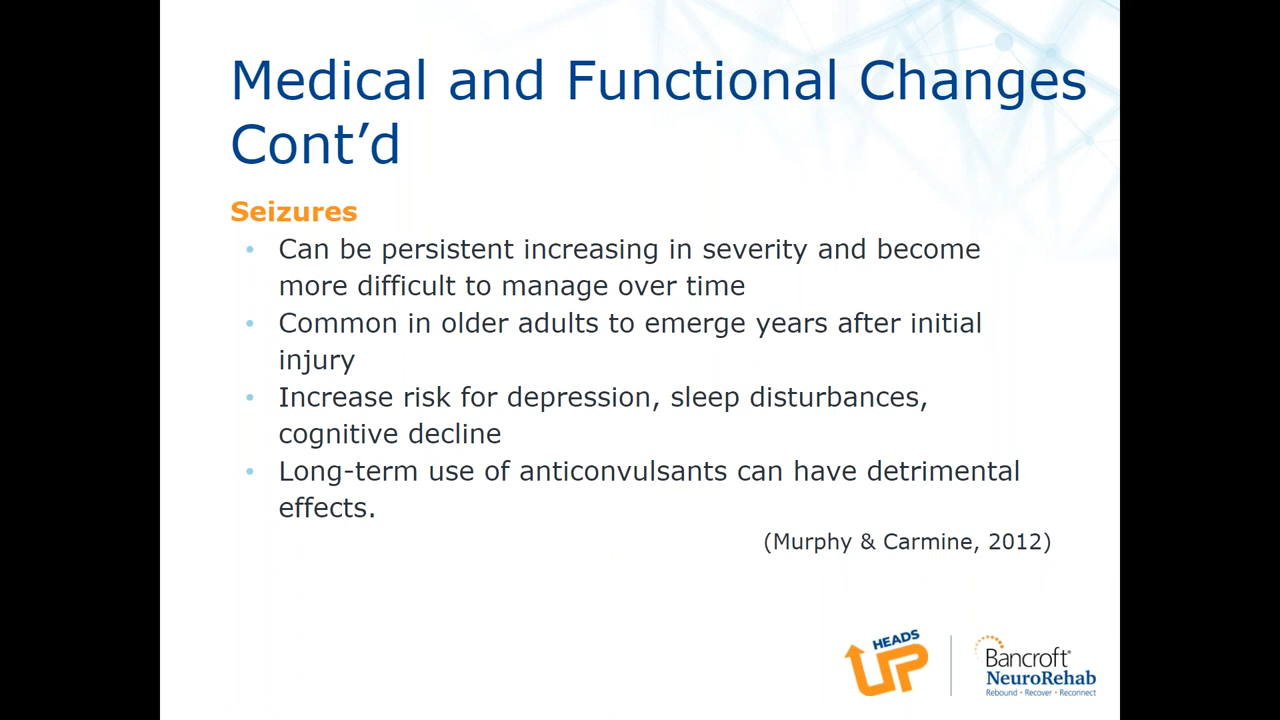 Medical and Functional Changes
Cont’d
Seizures
• Can be persistent increasing in severity and become
more difficult to manage over time
• Common in older adults to emerge years after initial
injury
• Increase risk for depression, sleep disturbances,
cognitive decline
• Long-term use of anticonvulsants can have detrimental
effects.
(Murphy & Carmine, 2012)
HEADS
UP
Bancroft®
NeuroRehab
Rebound • Recover • Reconnect